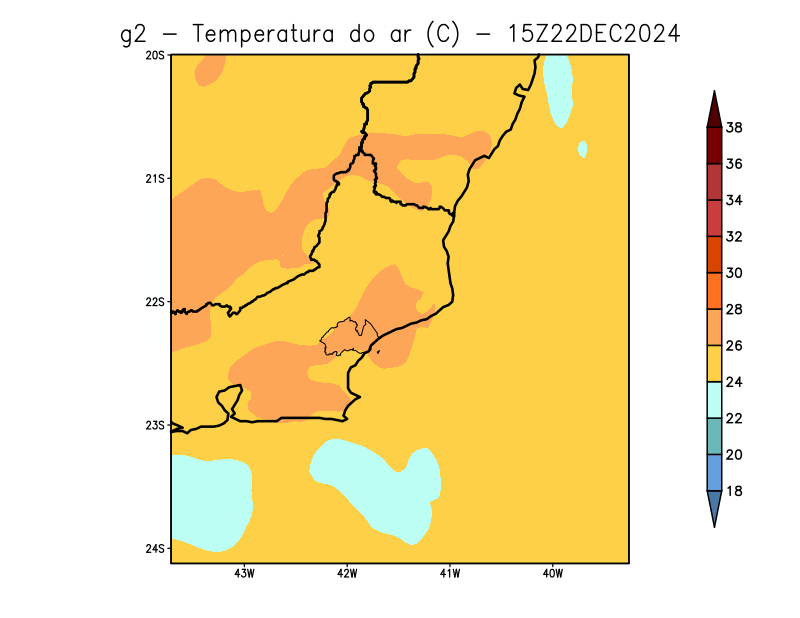 g2 – Temperatura do ar (C) – 15Z22DEC2024
20S
21S
22S
23S
24S
43W
42W
41W
40W
38
36
34
32
30
28
26
24
22
20
18